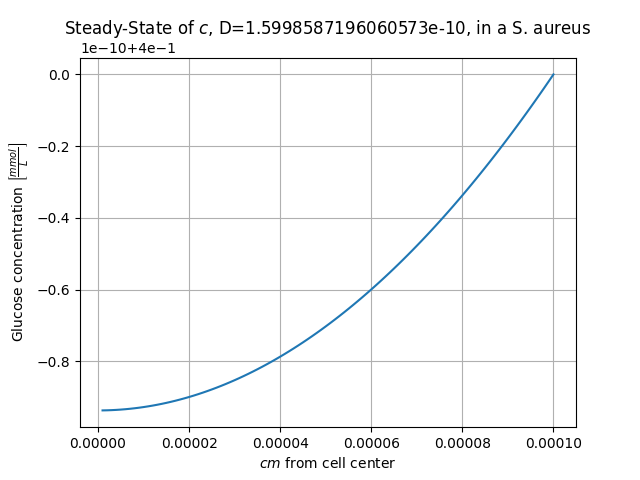 Steady-State of c, D=1.5998587196060573e-10, in a S. aureus
1e−10+4e−1
0.0
−0.2
−0.4
−0.6
−0.8
Glucose concentration [mmol/L]
0.00000 0.00002 0.00004 0.00006 0.00008 0.00010
cm from cell center